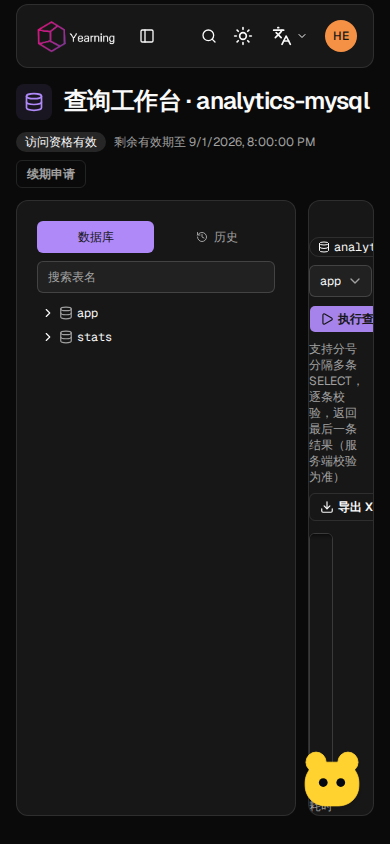 Yearning
HE
查询工作台 · analytics-mysql
访问资格有效
剩余有效期至 9/1/2026, 8:00:00 PM
续期申请
数据库
历史
搜索表名
app
stats
analyt
app
执行查
支持分号
分隔多条
SELECT，
逐条校
验，返回
最后一条
结果（服
务端校验
为准）
导出 X